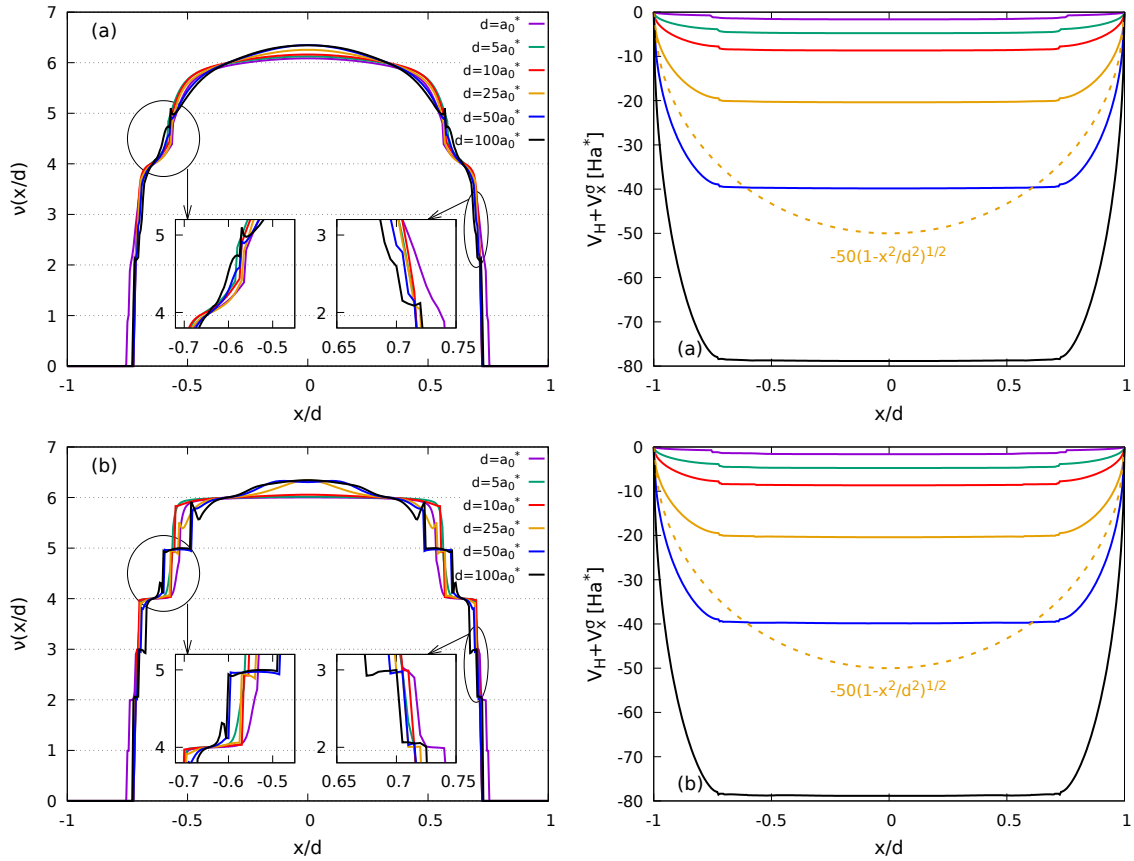 (a)
d=a₀*
d=5a₀*
d=10a₀*
d=25a₀*
d=50a₀*
d=100a₀*
ν(x/d)
7
6
5
4
3
2
1
0
5
4
-0.7 -0.6 -0.5
3
2
0.65 0.7 0.75
-1 -0.5 0 0.5 1
x/d
V_H+V_x^σ [Ha*]
0
-10
-20
-30
-40
-50
-60
-70
-80
-50(1-x²/d²)^1/2
(a)
-1 -0.5 0 0.5 1
x/d
(b)
d=a₀*
d=5a₀*
d=10a₀*
d=25a₀*
d=50a₀*
d=100a₀*
ν(x/d)
7
6
5
4
3
2
1
0
5
4
-0.7 -0.6 -0.5
3
2
0.65 0.7 0.75
-1 -0.5 0 0.5 1
x/d
V_H+V_x^σ [Ha*]
0
-10
-20
-30
-40
-50
-60
-70
-80
-50(1-x²/d²)^1/2
(b)
-1 -0.5 0 0.5 1
x/d